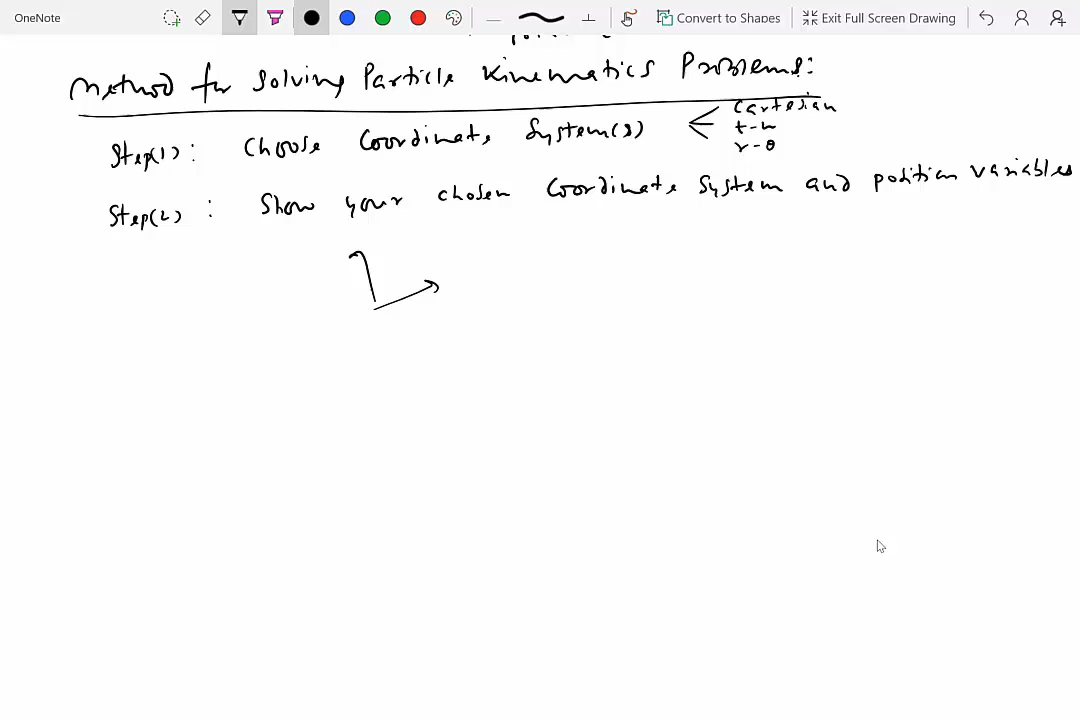 OneNote
Convert to Shapes
Exit Full Screen Drawing
Method for Solving Particle Kinematics Problems:
Step(1): Choose Coordinate System(s)
Cartesian
t-n
r-θ
Step(2): Show your chosen Coordinate System and position variables